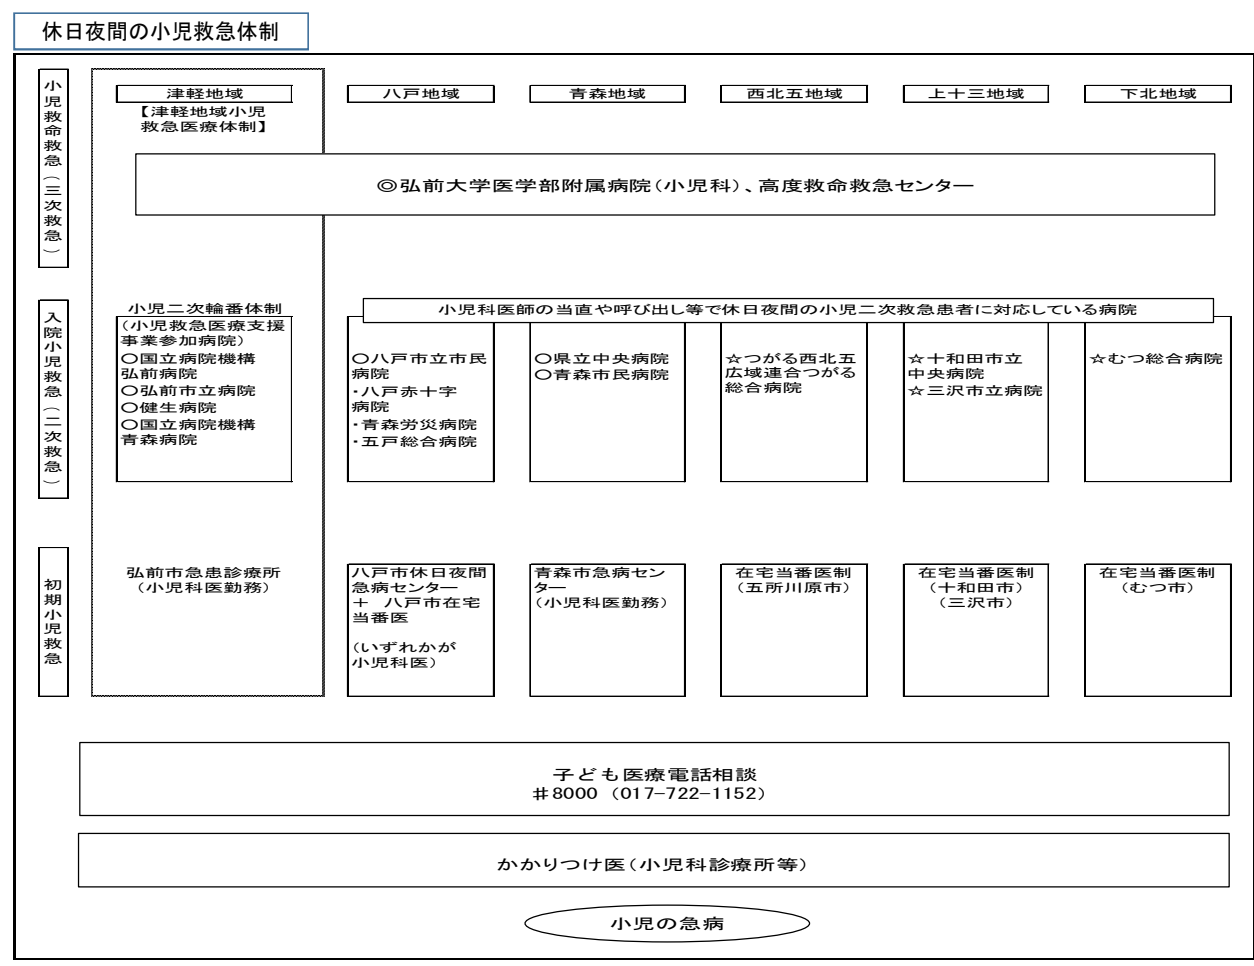 休日夜間の小児救急体制
小児救命救急(三次救急)
津軽地域
【津軽地域小児
救急医療体制】
八戸地域
青森地域
西北五地域
上十三地域
下北地域
◎弘前大学医学部附属病院(小児科)、高度救命救急センター
入院小児救急(二次救急)
小児二次輪番体制
(小児救急医療支援
事業参加病院)
○国立病院機構
弘前病院
○弘前市立病院
○健生病院
○国立病院機構
青森病院
小児科医師の当直や呼び出し等で休日夜間の小児二次救急患者に対応している病院
○八戸市立市民
病院
・八戸赤十字
病院
・青森労災病院
・五戸総合病院
○県立中央病院
○青森市民病院
☆つがる西北五
広域連合つがる
総合病院
☆十和田市立
中央病院
☆三沢市立病院
☆むつ総合病院
初期小児救急
弘前市急患診療所
(小児科医勤務)
八戸市休日夜間
急病センター
+ 八戸市在宅
当番医
(いずれかが
小児科医)
青森市急病セン
ター
(小児科医勤務)
在宅当番医制
(五所川原市)
在宅当番医制
(十和田市)
(三沢市)
在宅当番医制
(むつ市)
子ども医療電話相談
#8000 (017-722-1152)
かかりつけ医(小児科診療所等)
小児の急病